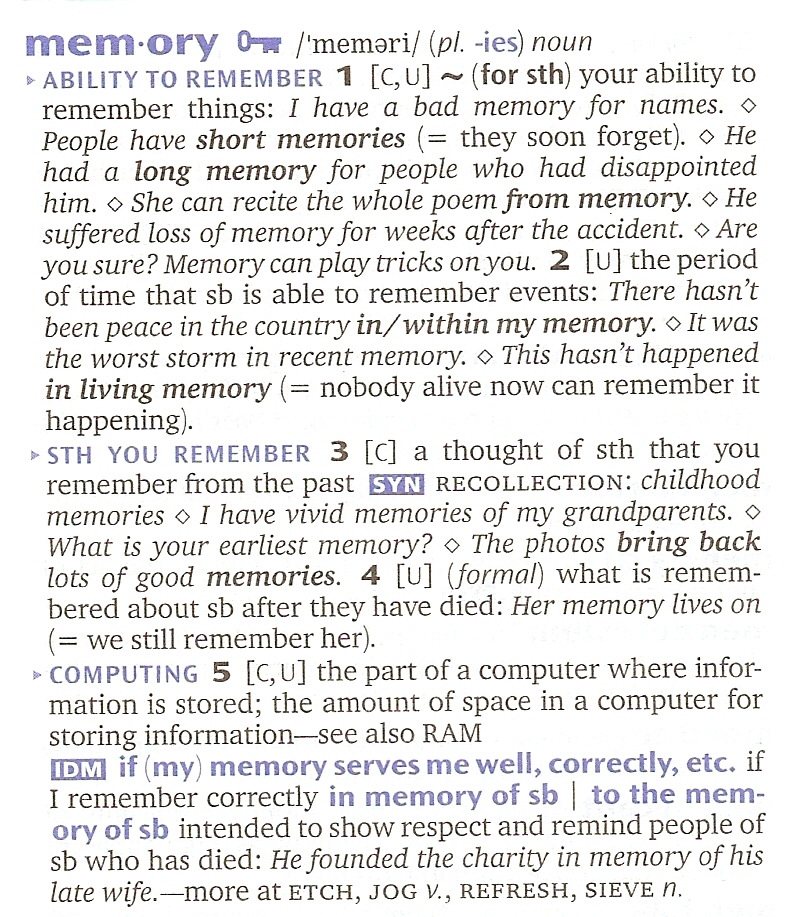 mem·ory /ˈmeməri/ (pl. -ies) noun
▸ ABILITY TO REMEMBER 1 [C, U] ~ (for sth) your ability to
remember things: I have a bad memory for names. ◇
People have short memories (= they soon forget). ◇ He
had a long memory for people who had disappointed
him. ◇ She can recite the whole poem from memory. ◇ He
suffered loss of memory for weeks after the accident. ◇ Are
you sure? Memory can play tricks on you. 2 [U] the period
of time that sb is able to remember events: There hasn't
been peace in the country in/within my memory. ◇ It was
the worst storm in recent memory. ◇ This hasn't happened
in living memory (= nobody alive now can remember it
happening).
▸ STH YOU REMEMBER 3 [C] a thought of sth that you
remember from the past SYN RECOLLECTION: childhood
memories ◇ I have vivid memories of my grandparents. ◇
What is your earliest memory? ◇ The photos bring back
lots of good memories. 4 [U] (formal) what is remem-
bered about sb after they have died: Her memory lives on
(= we still remember her).
▸ COMPUTING 5 [C, U] the part of a computer where infor-
mation is stored; the amount of space in a computer for
storing information—see also RAM
IDM if (my) memory serves me well, correctly, etc. if
I remember correctly in memory of sb | to the mem-
ory of sb intended to show respect and remind people of
sb who has died: He founded the charity in memory of his
late wife.—more at ETCH, JOG v., REFRESH, SIEVE n.